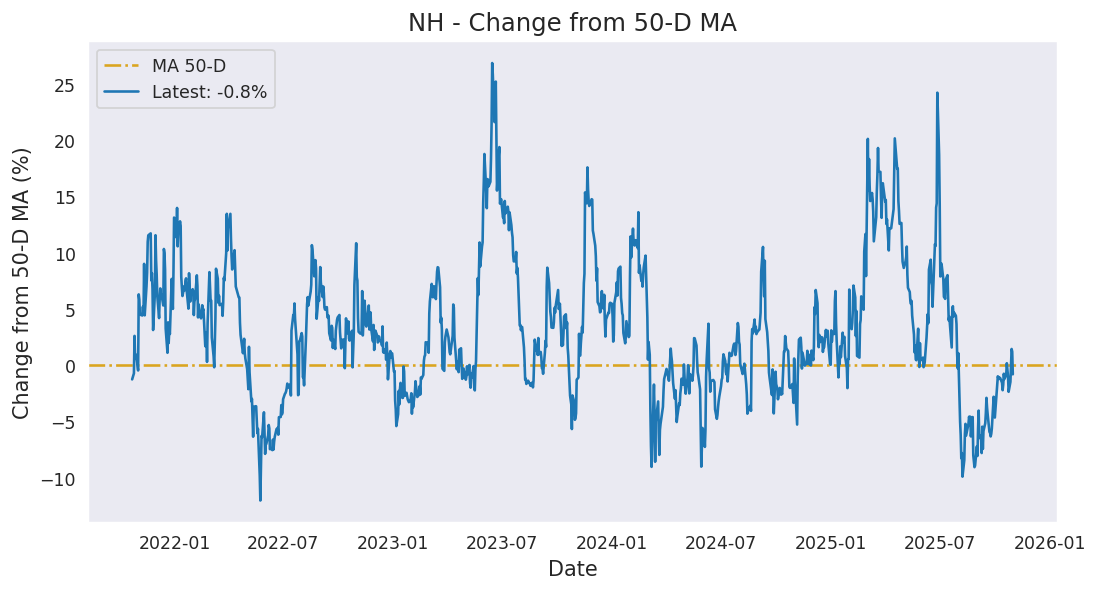 NH - Change from 50-D MA
MA 50-D
Latest: -0.8%
Change from 50-D MA (%)
25
20
15
10
5
0
−5
−10
2022-01 2022-07 2023-01 2023-07 2024-01 2024-07 2025-01 2025-07 2026-01
Date